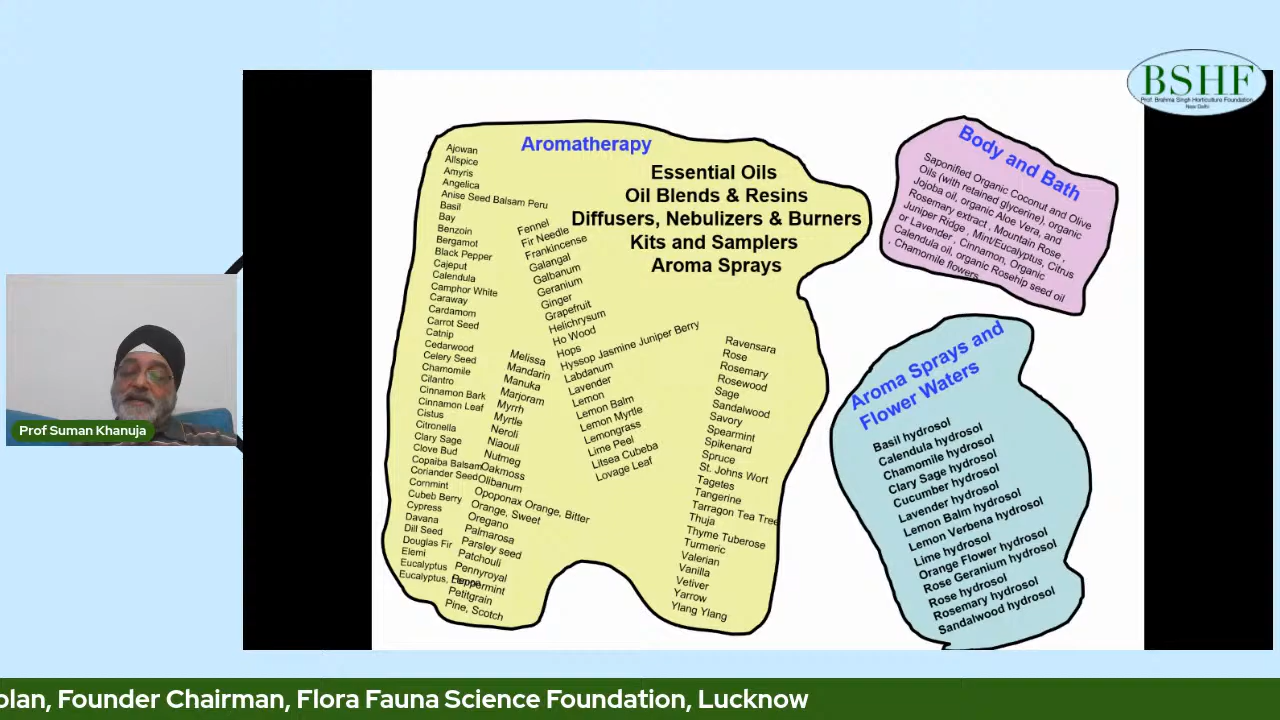 BSHF
Prof. Brahma Singh Horticulture Foundation
New Delhi
Aromatherapy
Essential Oils
Oil Blends & Resins
Diffusers, Nebulizers & Burners
Kits and Samplers
Aroma Sprays
Ajowan
Allspice
Amyris
Angelica
Anise Seed Balsam Peru
Basil
Bay
Benzoin
Bergamot
Black Pepper
Cajeput
Calendula
Camphor White
Caraway
Cardamom
Carrot Seed
Catnip
Cedarwood
Celery Seed
Chamomile
Cilantro
Cinnamon Bark
Cinnamon Leaf
Cistus
Citronella
Clary Sage
Clove Bud
Copaiba Balsam
Coriander Seed
Cornmint
Cubeb Berry
Cypress
Davana
Dill Seed
Douglas Fir
Elemi
Eucalyptus
Eucalyptus,
Melissa
Mandarin
Manuka
Marjoram
Myrrh
Myrtle
Neroli
Niaouli
Nutmeg
Oakmoss
Olibanum
Opoponax Orange, Bitter
Orange, Sweet
Oregano
Palmarosa
Parsley seed
Patchouli
Pennyroyal
Peppermint
Petitgrain
Pine, Scotch
Fennel
Fir Needle
Frankincense
Galangal
Galbanum
Geranium
Ginger
Grapefruit
Helichrysum
Ho Wood
Hops
Hyssop Jasmine Juniper Berry
Labdanum
Lavender
Lemon
Lemon Balm
Lemon Myrtle
Lemongrass
Lime Peel
Litsea Cubeba
Lovage Leaf
Ravensara
Rose
Rosemary
Rosewood
Sage
Sandalwood
Savory
Spearmint
Spikenard
Spruce
St. Johns Wort
Tagetes
Tangerine
Tarragon Tea Tree
Thuja
Thyme Tuberose
Turmeric
Valerian
Vanilla
Vetiver
Yarrow
Ylang Ylang
Body and Bath
Saponified Organic Coconut and Olive
Oils (with retained glycerine), organic
Jojoba oil, organic Aloe Vera, and
Rosemary extract , Mountain Rose ,
Juniper Ridge , Mint/Eucalyptus, Citrus
or Lavender , Cinnamon, Organic
Calendula oil, organic Rosehip seed oil
, Chamomile flowers
Aroma Sprays and
Flower Waters
Basil hydrosol
Calendula hydrosol
Chamomile hydrosol
Clary Sage hydrosol
Cucumber hydrosol
Lavender hydrosol
Lemon Balm hydrosol
Lemon Verbena hydrosol
Lime hydrosol
Orange Flower hydrosol
Rose Geranium hydrosol
Rose hydrosol
Rosemary hydrosol
Sandalwood hydrosol
Prof Suman Khanuja
olan, Founder Chairman, Flora Fauna Science Foundation, Lucknow